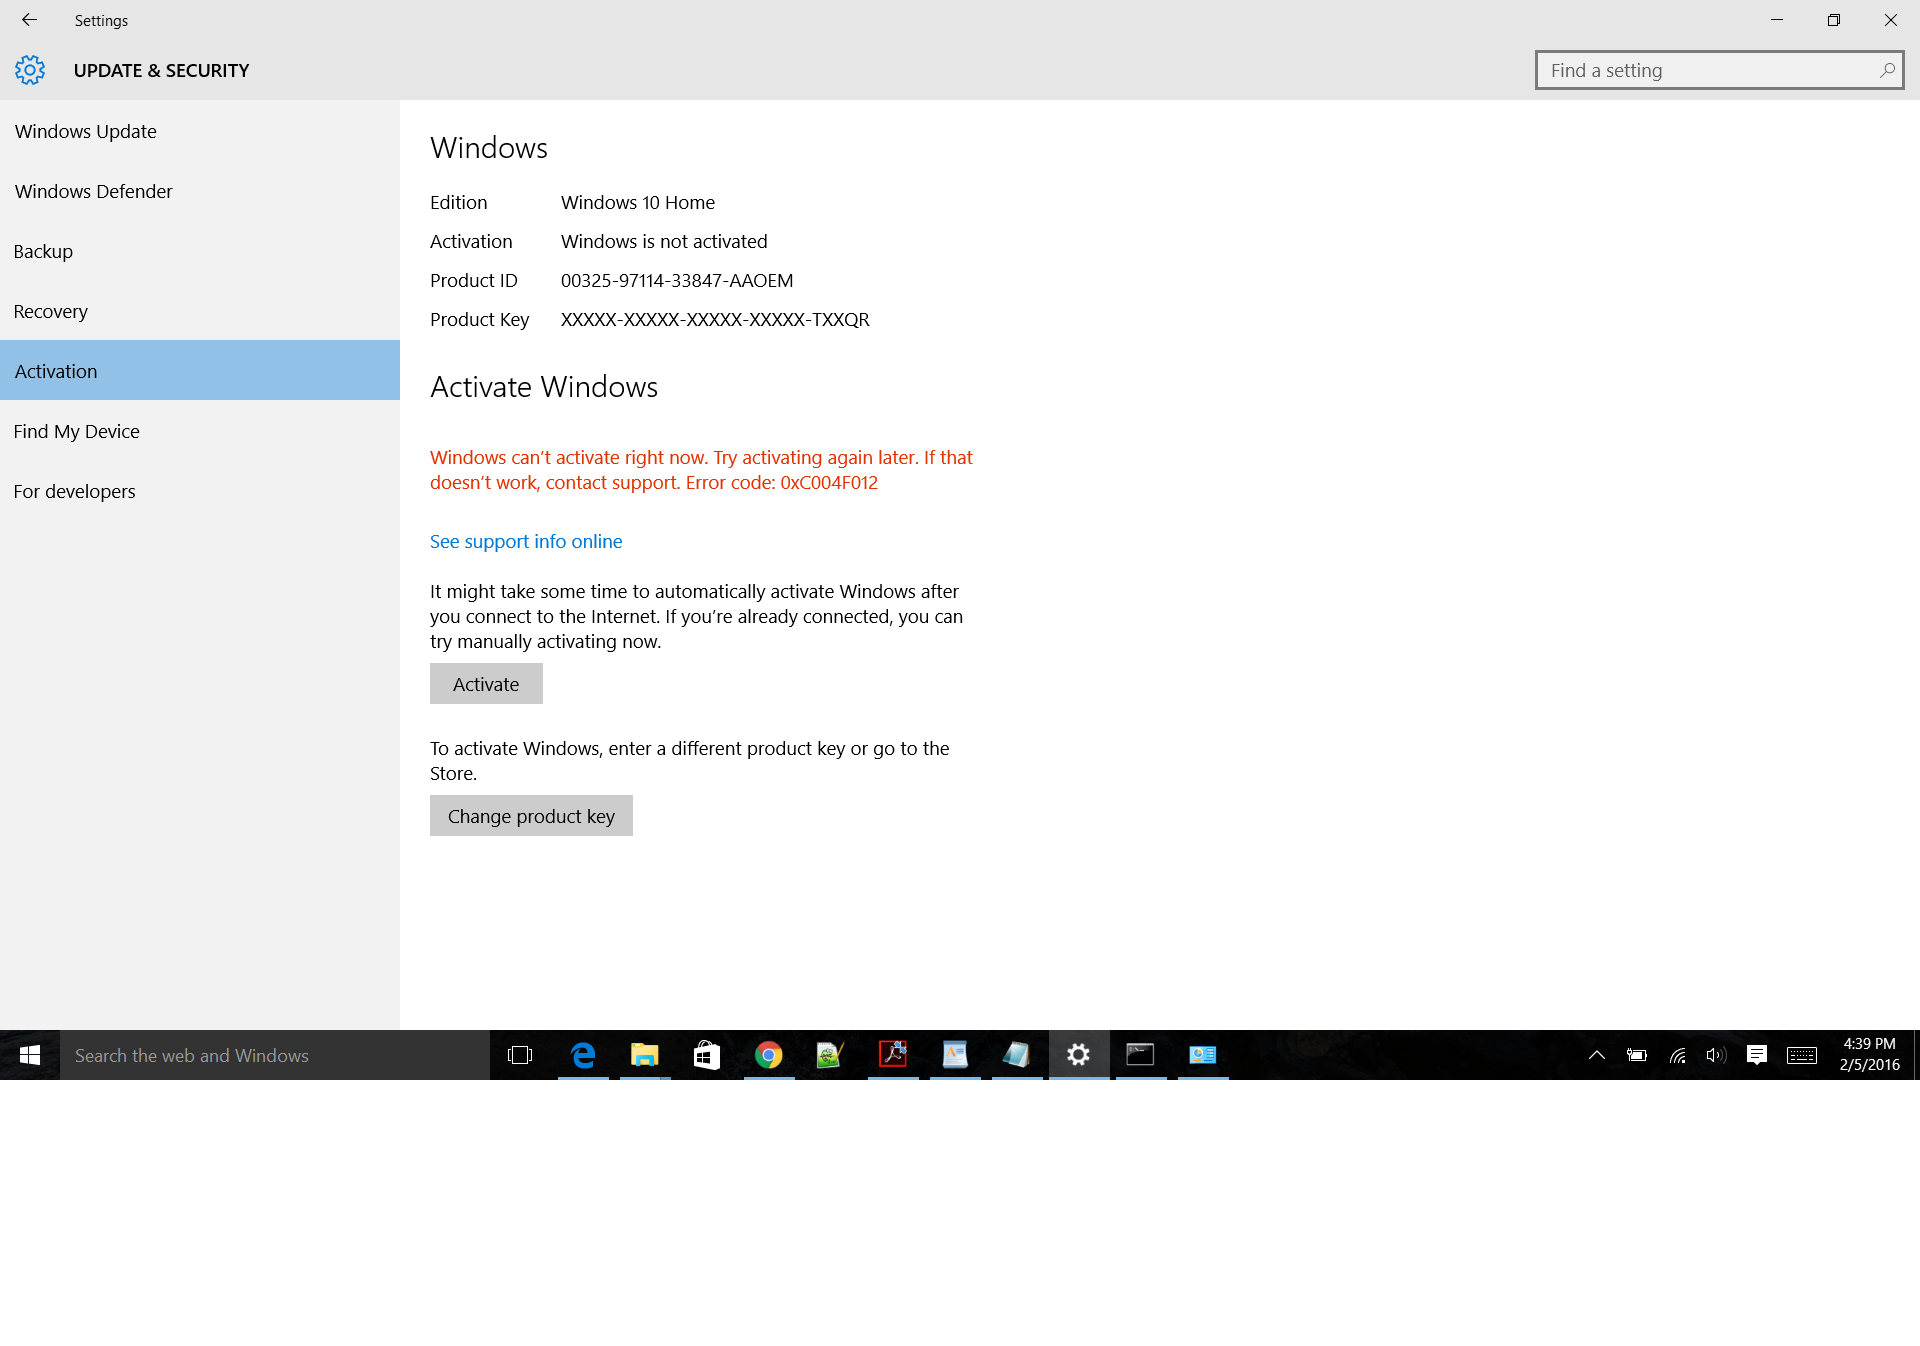 Settings
UPDATE & SECURITY
Find a setting
Windows Update
Windows Defender
Backup
Recovery
Activation
Find My Device
For developers
Windows
Edition Windows 10 Home
Activation Windows is not activated
Product ID 00325-97114-33847-AAOEM
Product Key XXXXX-XXXXX-XXXXX-XXXXX-TXXQR
Activate Windows
Windows can't activate right now. Try activating again later. If that
doesn't work, contact support. Error code: 0xC004F012
See support info online
It might take some time to automatically activate Windows after
you connect to the Internet. If you're already connected, you can
try manually activating now.
Activate
To activate Windows, enter a different product key or go to the
Store.
Change product key
Search the web and Windows
4:39 PM
2/5/2016